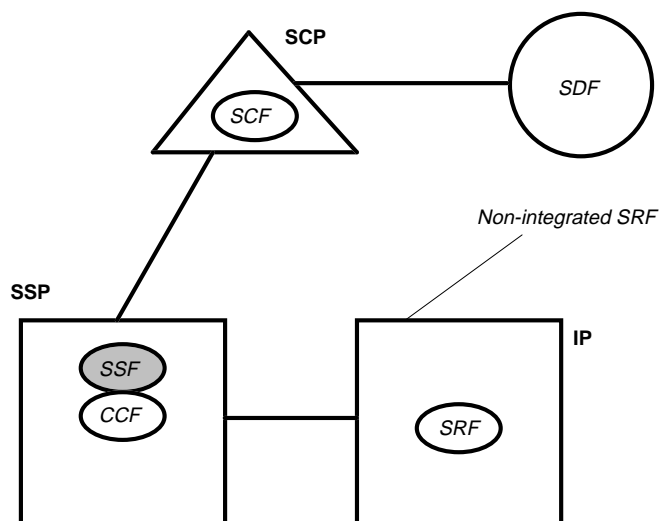 SCP
SCF
SDF
Non-integrated SRF
SSP
IP
SSF
CCF
SRF